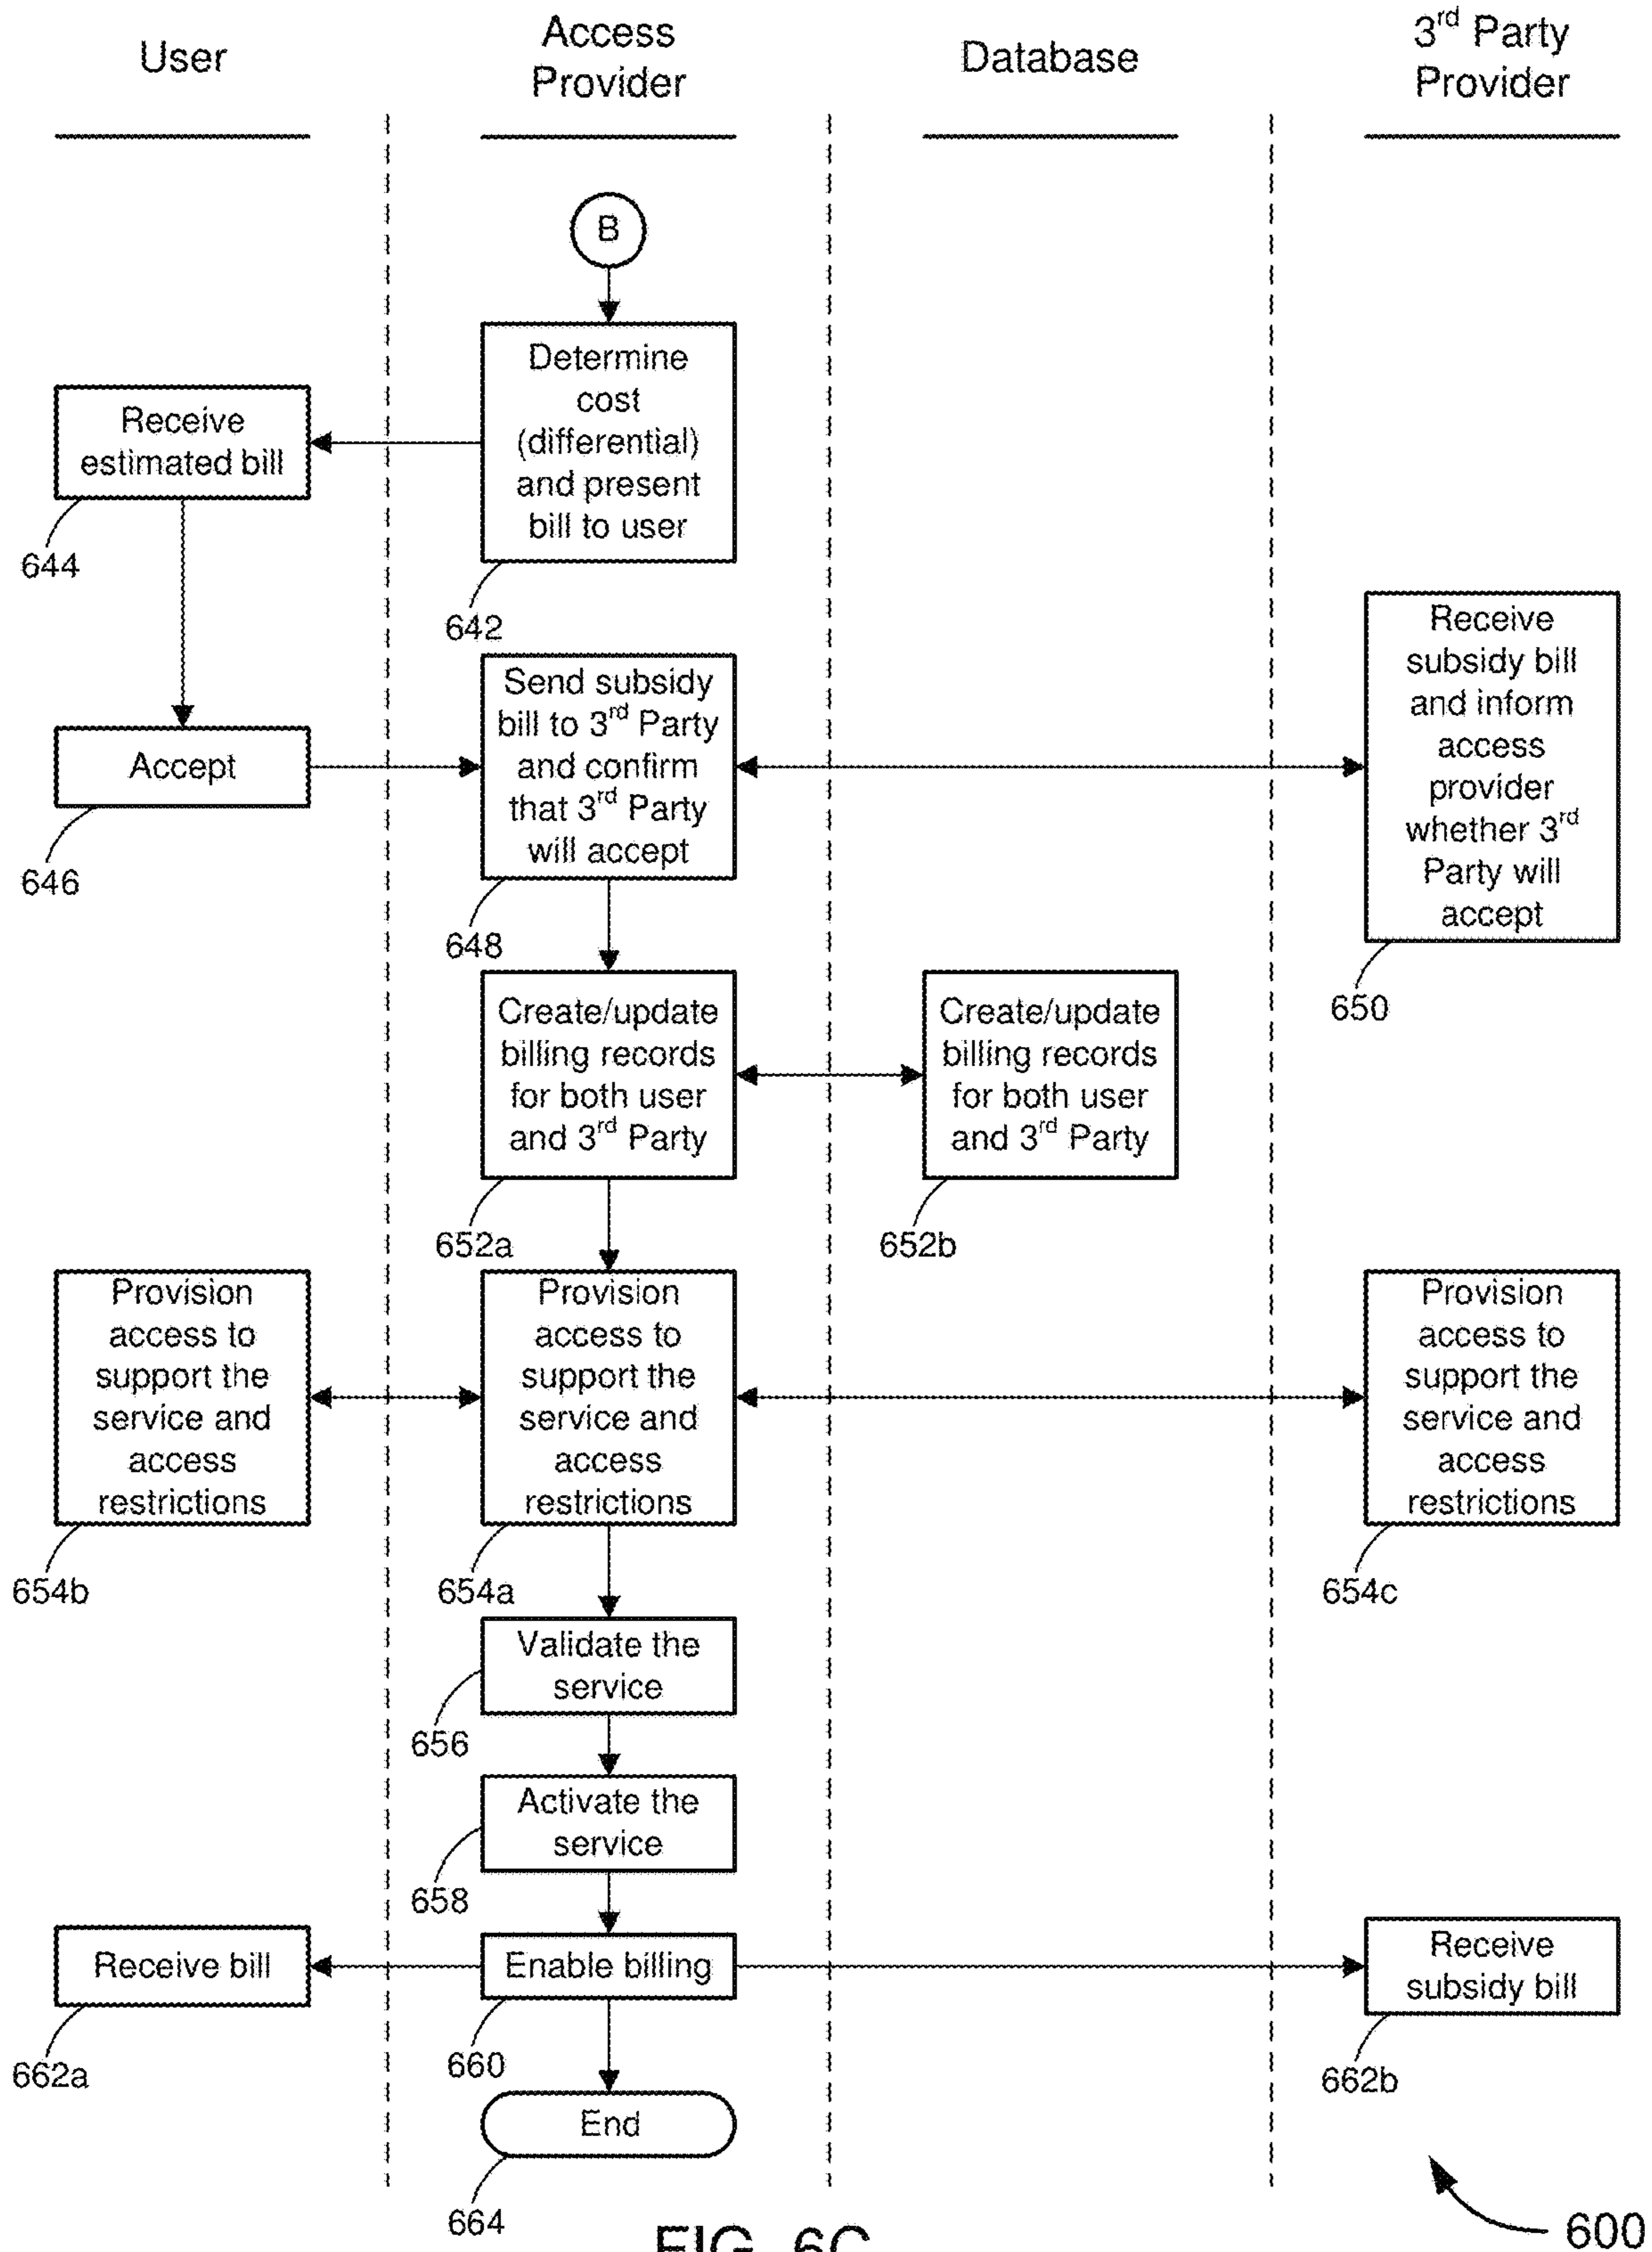 User
Access
Provider
Database
3rd Party
Provider
B
Determine
cost
(differential)
and present
bill to user
642
Receive
estimated bill
644
Accept
646
Send subsidy
bill to 3rd Party
and confirm
that 3rd Party
will accept
648
Receive
subsidy bill
and inform
access
provider
whether 3rd
Party will
accept
650
Create/update
billing records
for both user
and 3rd Party
652a
Create/update
billing records
for both user
and 3rd Party
652b
Provision
access to
support the
service and
access
restrictions
654b
Provision
access to
support the
service and
access
restrictions
654a
Provision
access to
support the
service and
access
restrictions
654c
Validate the
service
656
Activate the
service
658
Receive bill
662a
Enable billing
660
Receive
subsidy bill
662b
End
664
600
FIG. 6C